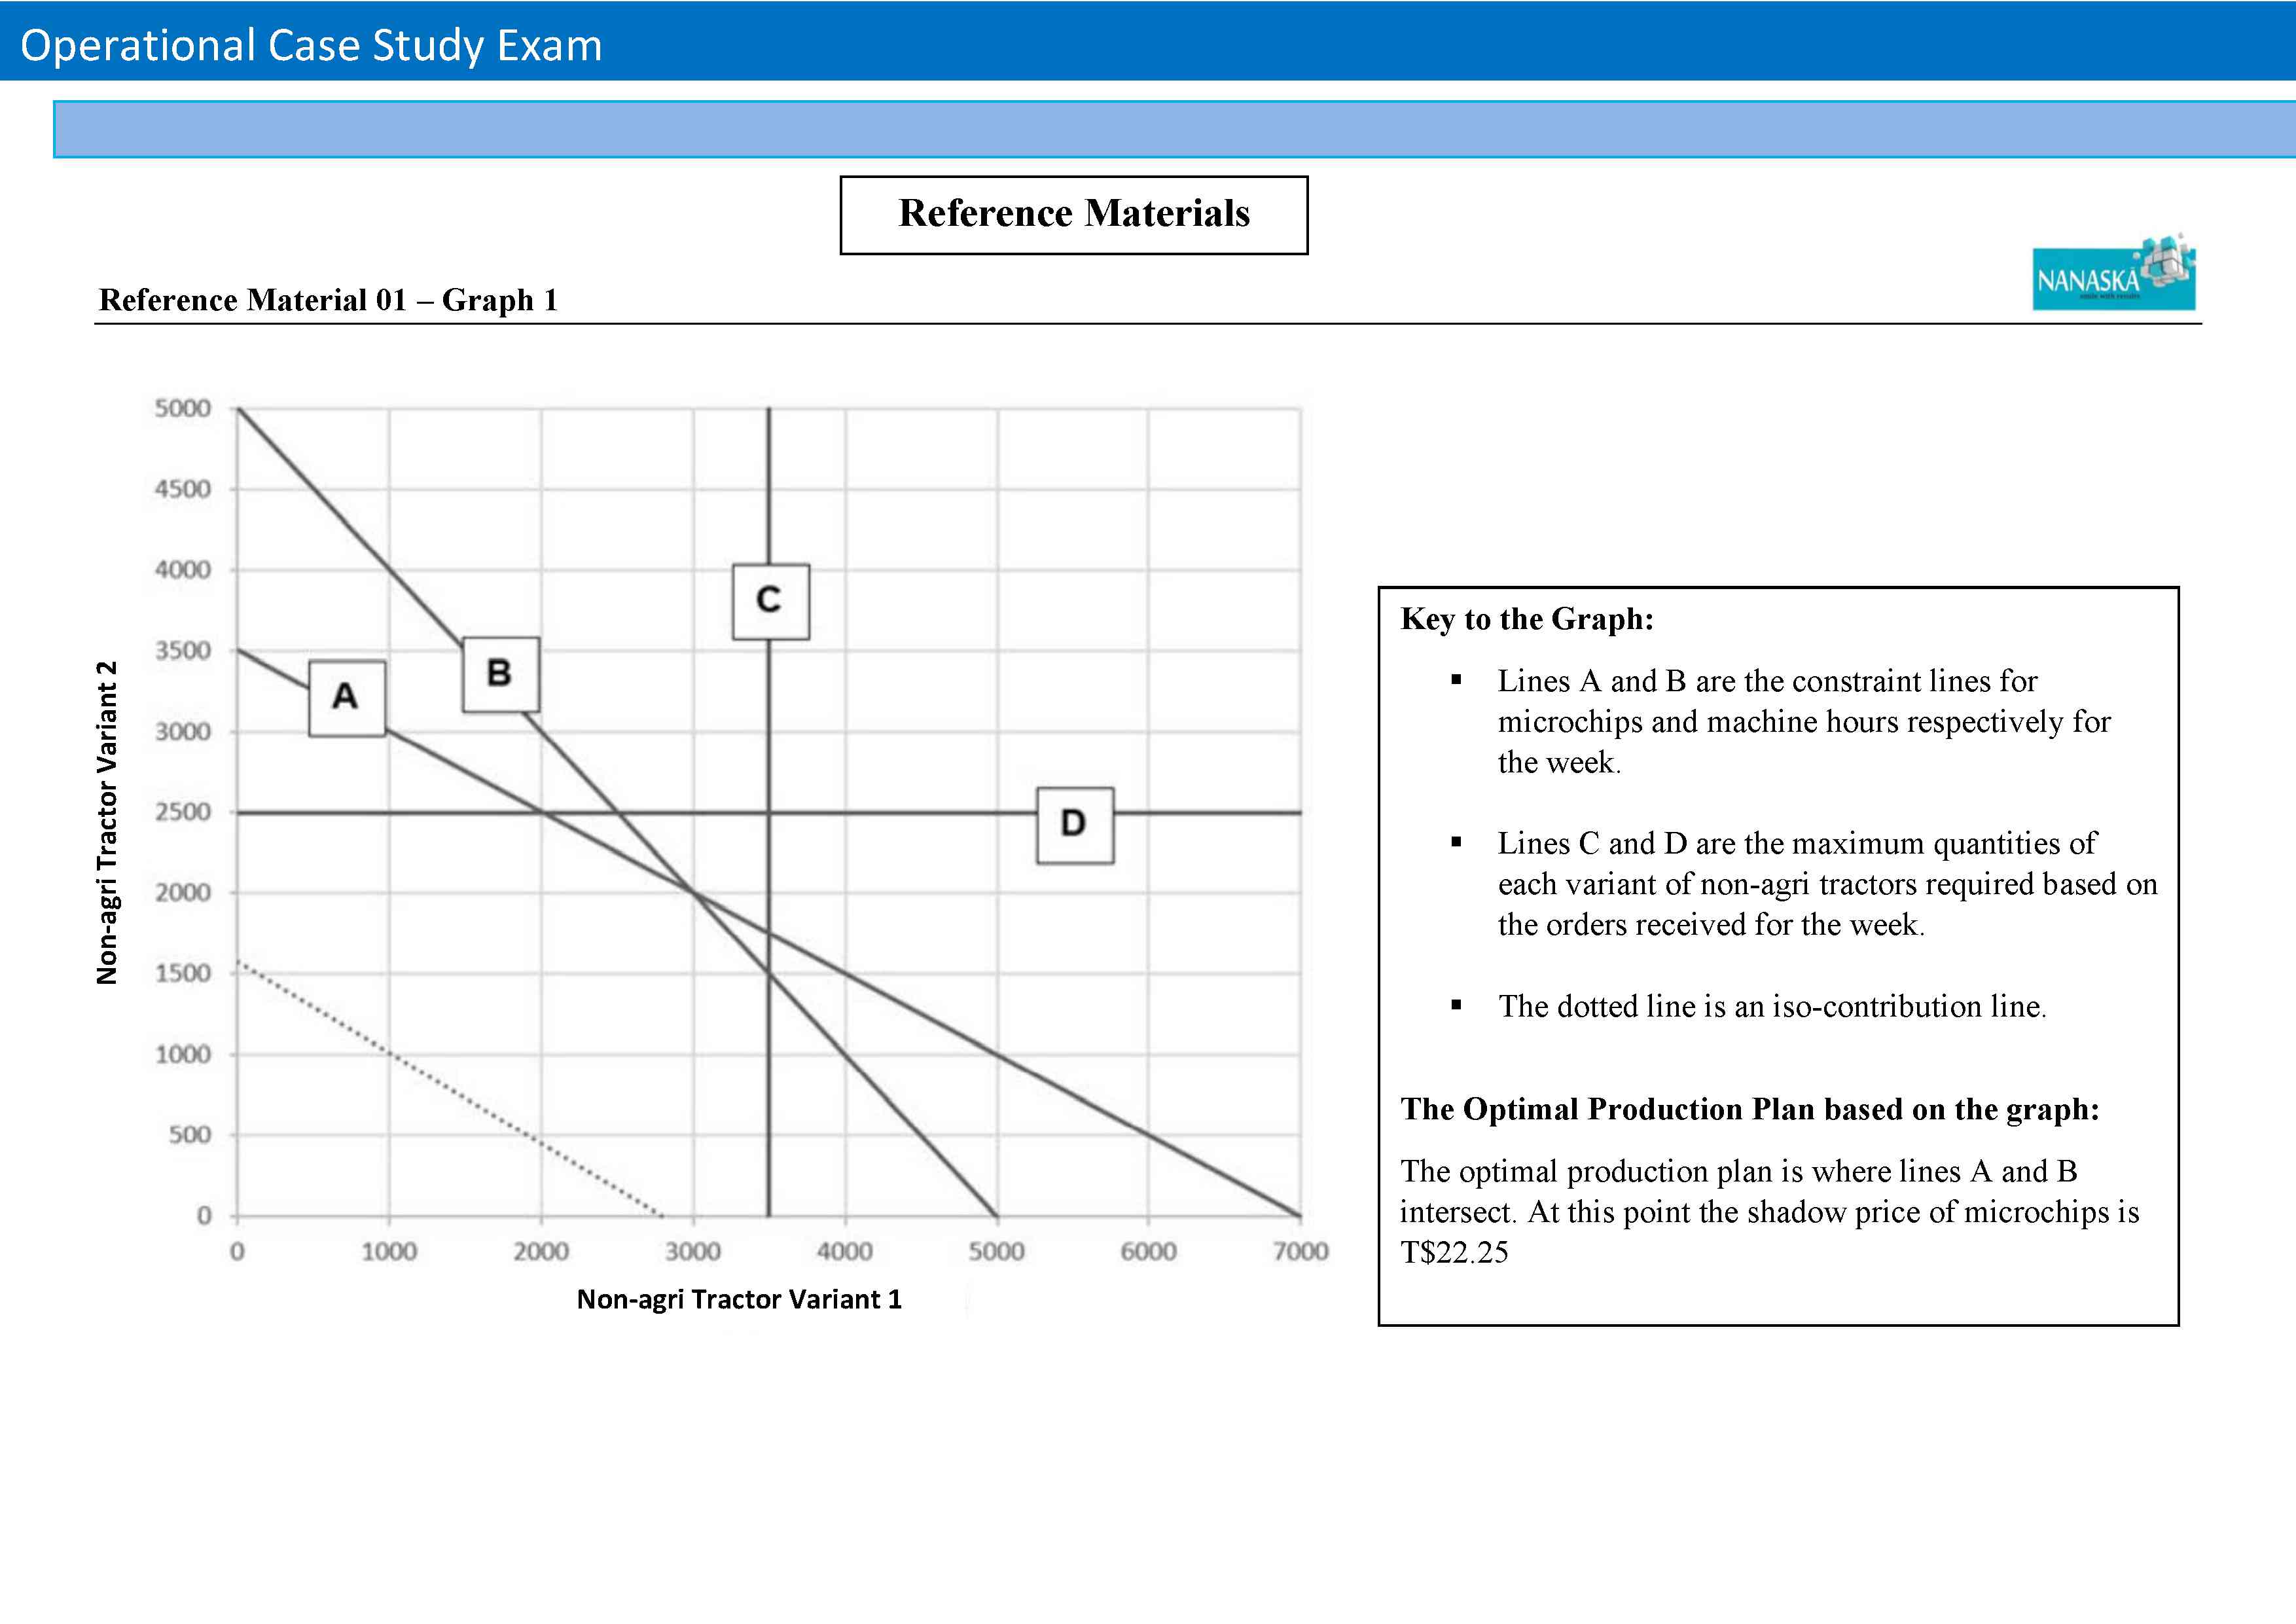 Operational Case Study Exam
Reference Materials
NANASKA
Reference Material 01 – Graph 1
5000
4500
4000
3500
3000
2500
2000
1500
1000
500
0
0 1000 2000 3000 4000 5000 6000 7000
Non-agri Tractor Variant 2
Non-agri Tractor Variant 1
A
B
C
D
Key to the Graph:
▪ Lines A and B are the constraint lines for
microchips and machine hours respectively for
the week.
▪ Lines C and D are the maximum quantities of
each variant of non-agri tractors required based on
the orders received for the week.
▪ The dotted line is an iso-contribution line.
The Optimal Production Plan based on the graph:
The optimal production plan is where lines A and B
intersect. At this point the shadow price of microchips is
T$22.25